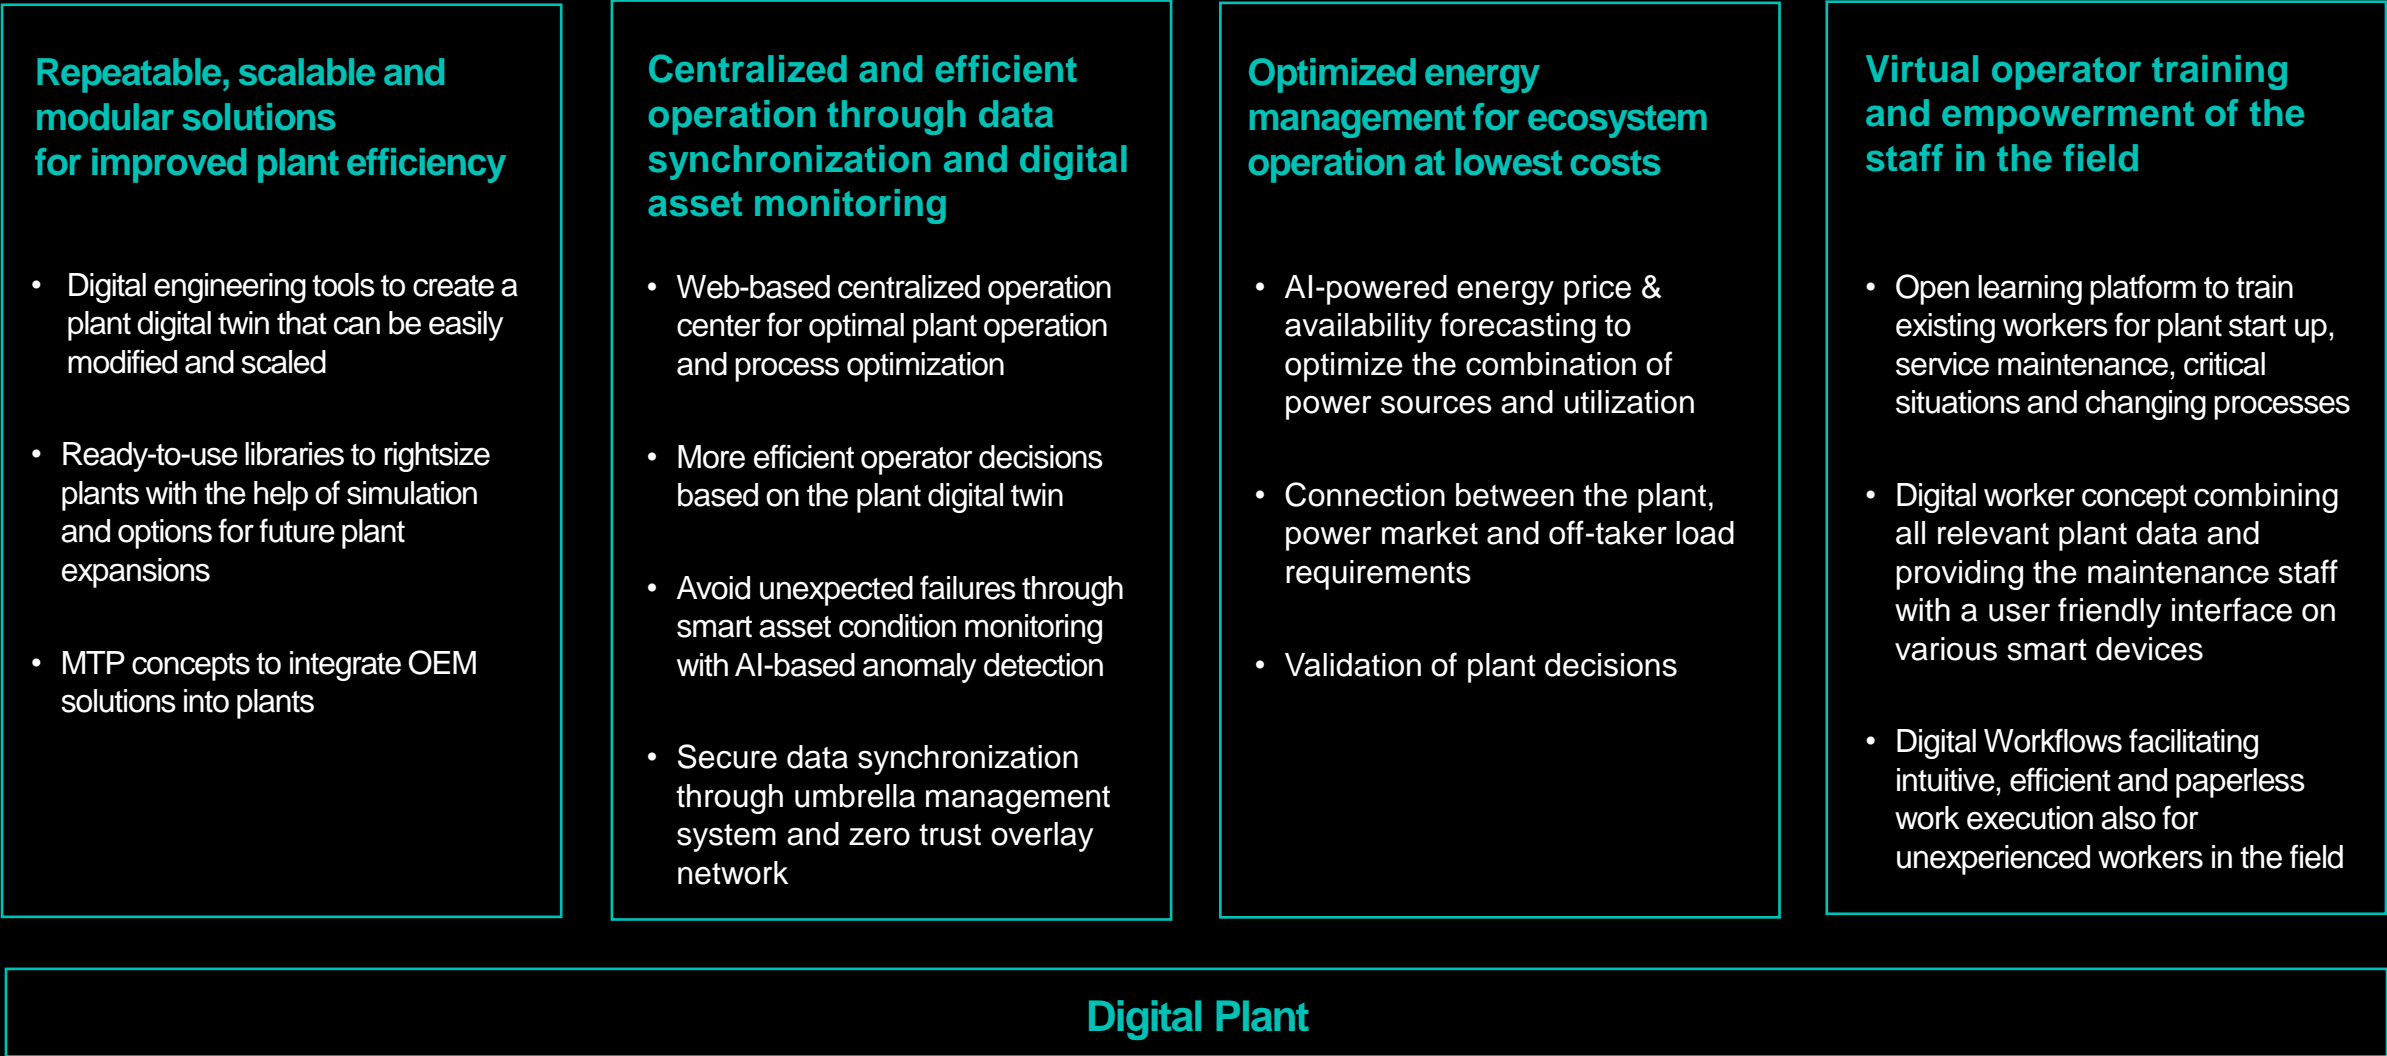 Repeatable, scalable and
modular solutions
for improved plant efficiency
• Digital engineering tools to create a
plant digital twin that can be easily
modified and scaled
• Ready-to-use libraries to rightsize
plants with the help of simulation
and options for future plant
expansions
• MTP concepts to integrate OEM
solutions into plants
Centralized and efficient
operation through data
synchronization and digital
asset monitoring
• Web-based centralized operation
center for optimal plant operation
and process optimization
• More efficient operator decisions
based on the plant digital twin
• Avoid unexpected failures through
smart asset condition monitoring
with AI-based anomaly detection
• Secure data synchronization
through umbrella management
system and zero trust overlay
network
Optimized energy
management for ecosystem
operation at lowest costs
• AI-powered energy price &
availability forecasting to
optimize the combination of
power sources and utilization
• Connection between the plant,
power market and off-taker load
requirements
• Validation of plant decisions
Virtual operator training
and empowerment of the
staff in the field
• Open learning platform to train
existing workers for plant start up,
service maintenance, critical
situations and changing processes
• Digital worker concept combining
all relevant plant data and
providing the maintenance staff
with a user friendly interface on
various smart devices
• Digital Workflows facilitating
intuitive, efficient and paperless
work execution also for
unexperienced workers in the field
Digital Plant